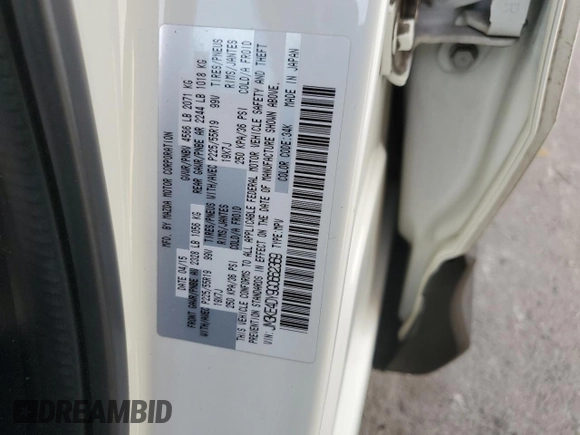 MFD. BY MAZDA MOTOR CORPORATION
DATE 04/15 GVWR/PNBV 4566 LB 2071 KG
FRONT GAWR/PNBE AV 2328 LB 1056 KG REAR GAWR/PNBE AR 2244 LB 1018 KG
WITH/AVEC P225/55R19 99V TIRES/PNEUS WITH/AVEC P225/55R19 99V TIRES/PNEUS
19X7J RIMS/JANTES 19X7J RIMS/JANTES
250 KPA/36 PSI COLD/A FROID 250 KPA/36 PSI COLD/A FROID
THIS VEHICLE CONFORMS TO ALL APPLICABLE FEDERAL MOTOR VEHICLE SAFETY AND THEFT
PREVENTION STANDARDS IN EFFECT ON THE DATE OF MANUFACTURE SHOWN ABOVE.
VIN: TYPE:MPV COLOR CODE:34K MADE IN JAPAN
DREAMBID